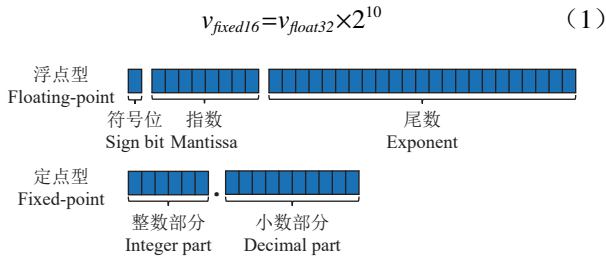 v_fixed16=v_float32×2^10 （1）
浮点型
Floating-point
符号位 指数 尾数
Sign bit Mantissa Exponent
定点型
Fixed-point
.
整数部分 小数部分
Integer part Decimal part